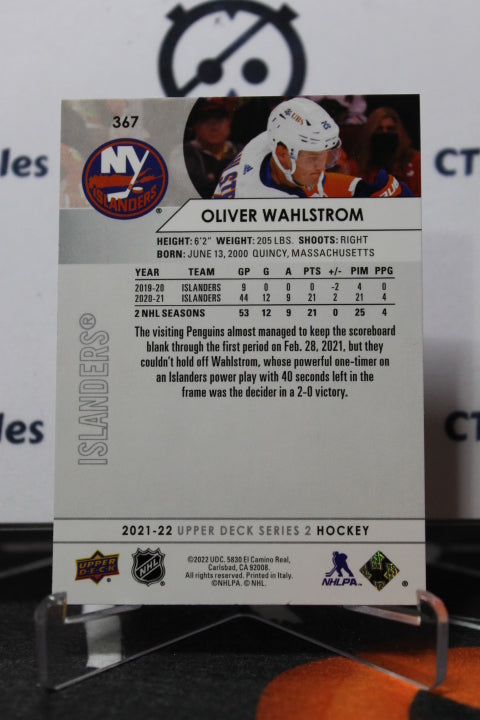 367
NY
ISLANDERS
®
OLIVER WAHLSTROM
HEIGHT: 6'2" WEIGHT: 205 LBS. SHOOTS: RIGHT
BORN: JUNE 13, 2000 QUINCY, MASSACHUSETTS
YEAR TEAM GP G A PTS +/- PIM PPG
2019-20 ISLANDERS 9 0 0 0 -2 4 0
2020-21 ISLANDERS 44 12 9 21 2 21 4
2 NHL SEASONS 53 12 9 21 0 25 4
The visiting Penguins almost managed to keep the scoreboard
blank through the first period on Feb. 28, 2021, but they
couldn't hold off Wahlstrom, whose powerful one-timer on
an Islanders power play with 40 seconds left in the
frame was the decider in a 2-0 victory.
ISLANDERS®
2021-22 UPPER DECK SERIES 2 HOCKEY
UPPER
DECK
NHL
©2022 UDC. 5830 El Camino Real,
Carlsbad, CA 92008.
All rights reserved. Printed in Italy.
©NHLPA. © NHL.
NHLPA
®
bles
CT
les
CT